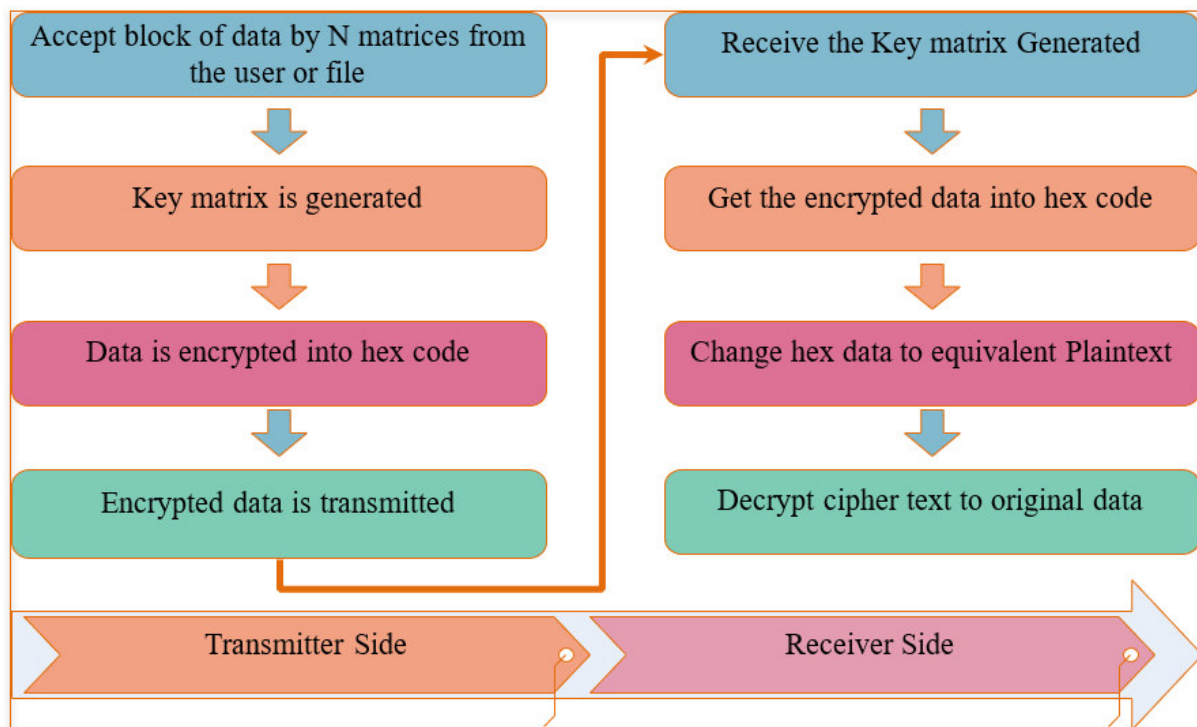 Accept block of data by N matrices from
the user or file
Key matrix is generated
Data is encrypted into hex code
Encrypted data is transmitted
Receive the Key matrix Generated
Get the encrypted data into hex code
Change hex data to equivalent Plaintext
Decrypt cipher text to original data
Transmitter Side
Receiver Side